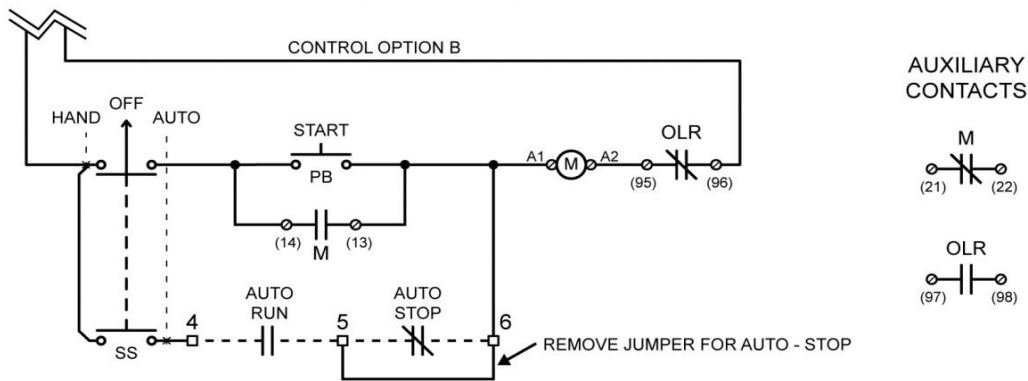 CONTROL OPTION B
AUXILIARY
CONTACTS
OFF
HAND
AUTO
START
PB
A1
M
A2
OLR
(95)
(96)
M
(21)
(22)
(14)
(13)
M
OLR
(97)
(98)
AUTO
RUN
AUTO
STOP
4
5
6
SS
REMOVE JUMPER FOR AUTO - STOP